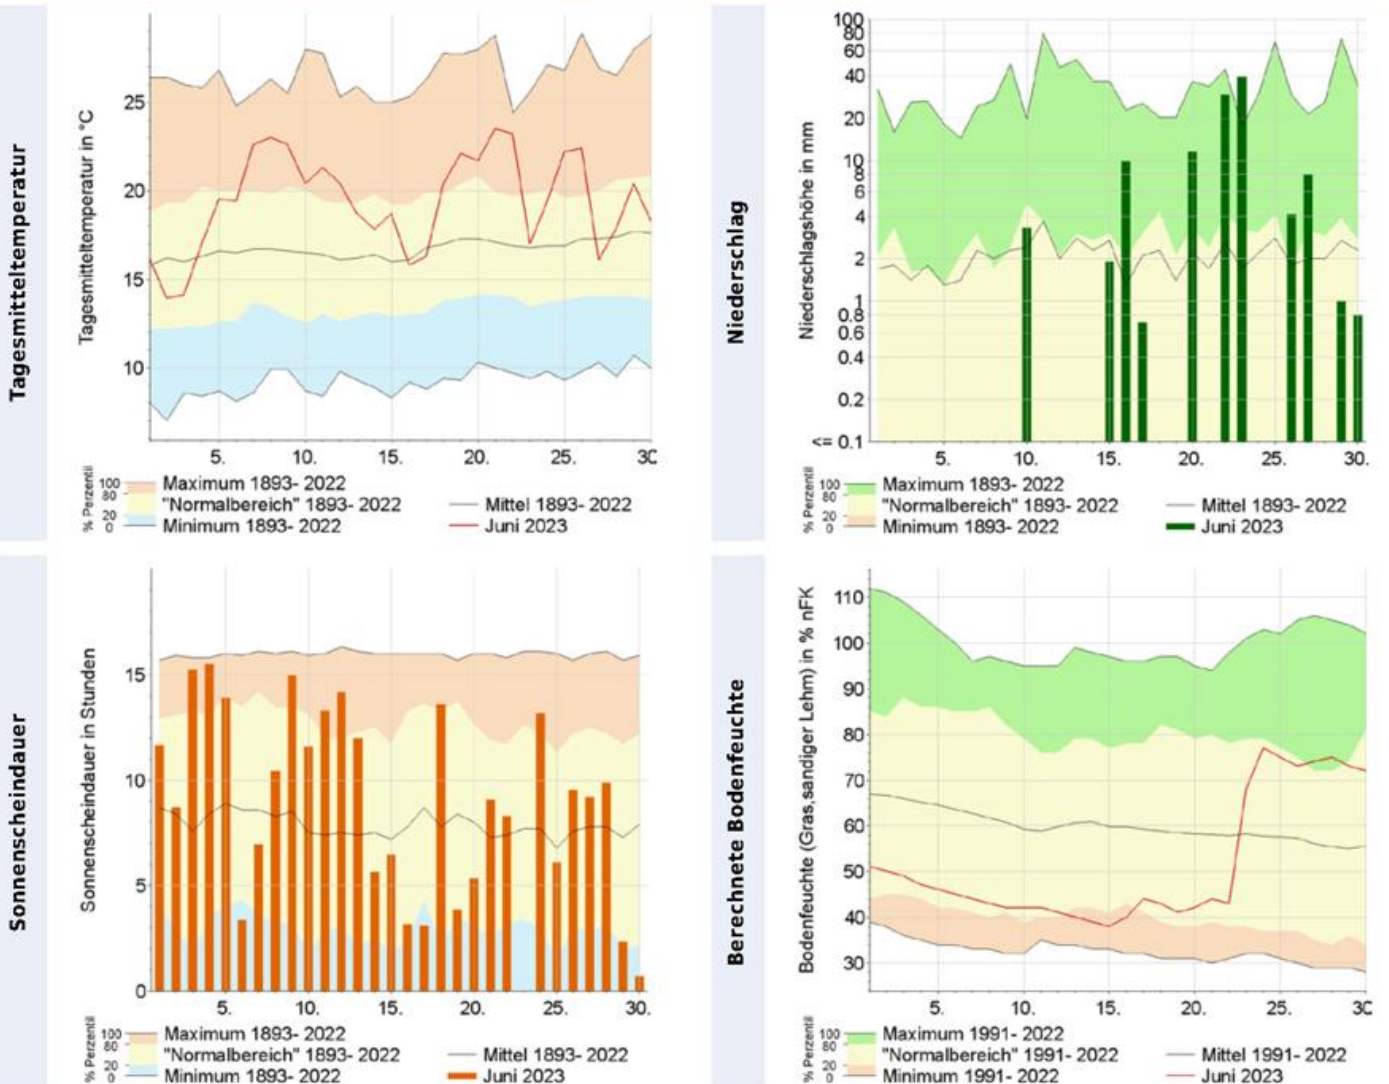 Tagesmitteltemperatur
Tagesmitteltemperatur in °C
25
20
15
10
5. 10. 15. 20. 25. 30
% Perzentil
100
80
20
0
Maximum 1893- 2022
"Normalbereich" 1893- 2022
Minimum 1893- 2022
Mittel 1893- 2022
Juni 2023
Niederschlag
Niederschlagshöhe in mm
100
80
60
40
20
10
8
6
4
2
1
0.8
0.6
0.4
0.2
<= 0.1
5. 10. 15. 20. 25. 30.
% Perzentil
100
80
20
0
Maximum 1893- 2022
"Normalbereich" 1893- 2022
Minimum 1893- 2022
Mittel 1893- 2022
Juni 2023
Sonnenscheindauer
Sonnenscheindauer in Stunden
15
10
5
0
5. 10. 15. 20. 25. 30.
% Perzentil
100
80
20
0
Maximum 1893- 2022
"Normalbereich" 1893- 2022
Minimum 1893- 2022
Mittel 1893- 2022
Juni 2023
Berechnete Bodenfeuchte
Bodenfeuchte (Gras,sandiger Lehm) in % nFK
110
100
90
80
70
60
50
40
30
5. 10. 15. 20. 25. 30
% Perzentil
100
80
20
0
Maximum 1991- 2022
"Normalbereich" 1991- 2022
Minimum 1991- 2022
Mittel 1991- 2022
Juni 2023